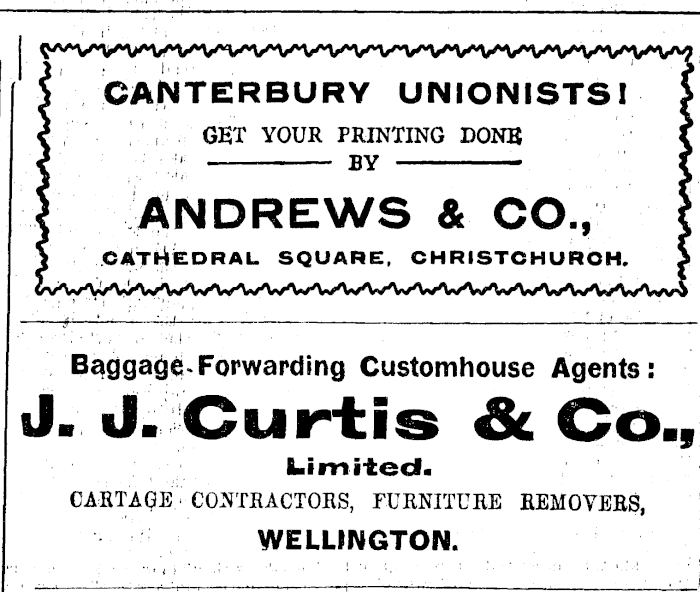 CANTERBURY UNIONISTS!
GET YOUR PRINTING DONE
BY
ANDREWS & CO.,
CATHEDRAL SQUARE, CHRISTCHURCH.
Baggage-Forwarding Customhouse Agents:
J. J. Curtis & Co.,
Limited.
CARTAGE CONTRACTORS, FURNITURE REMOVERS,
WELLINGTON.